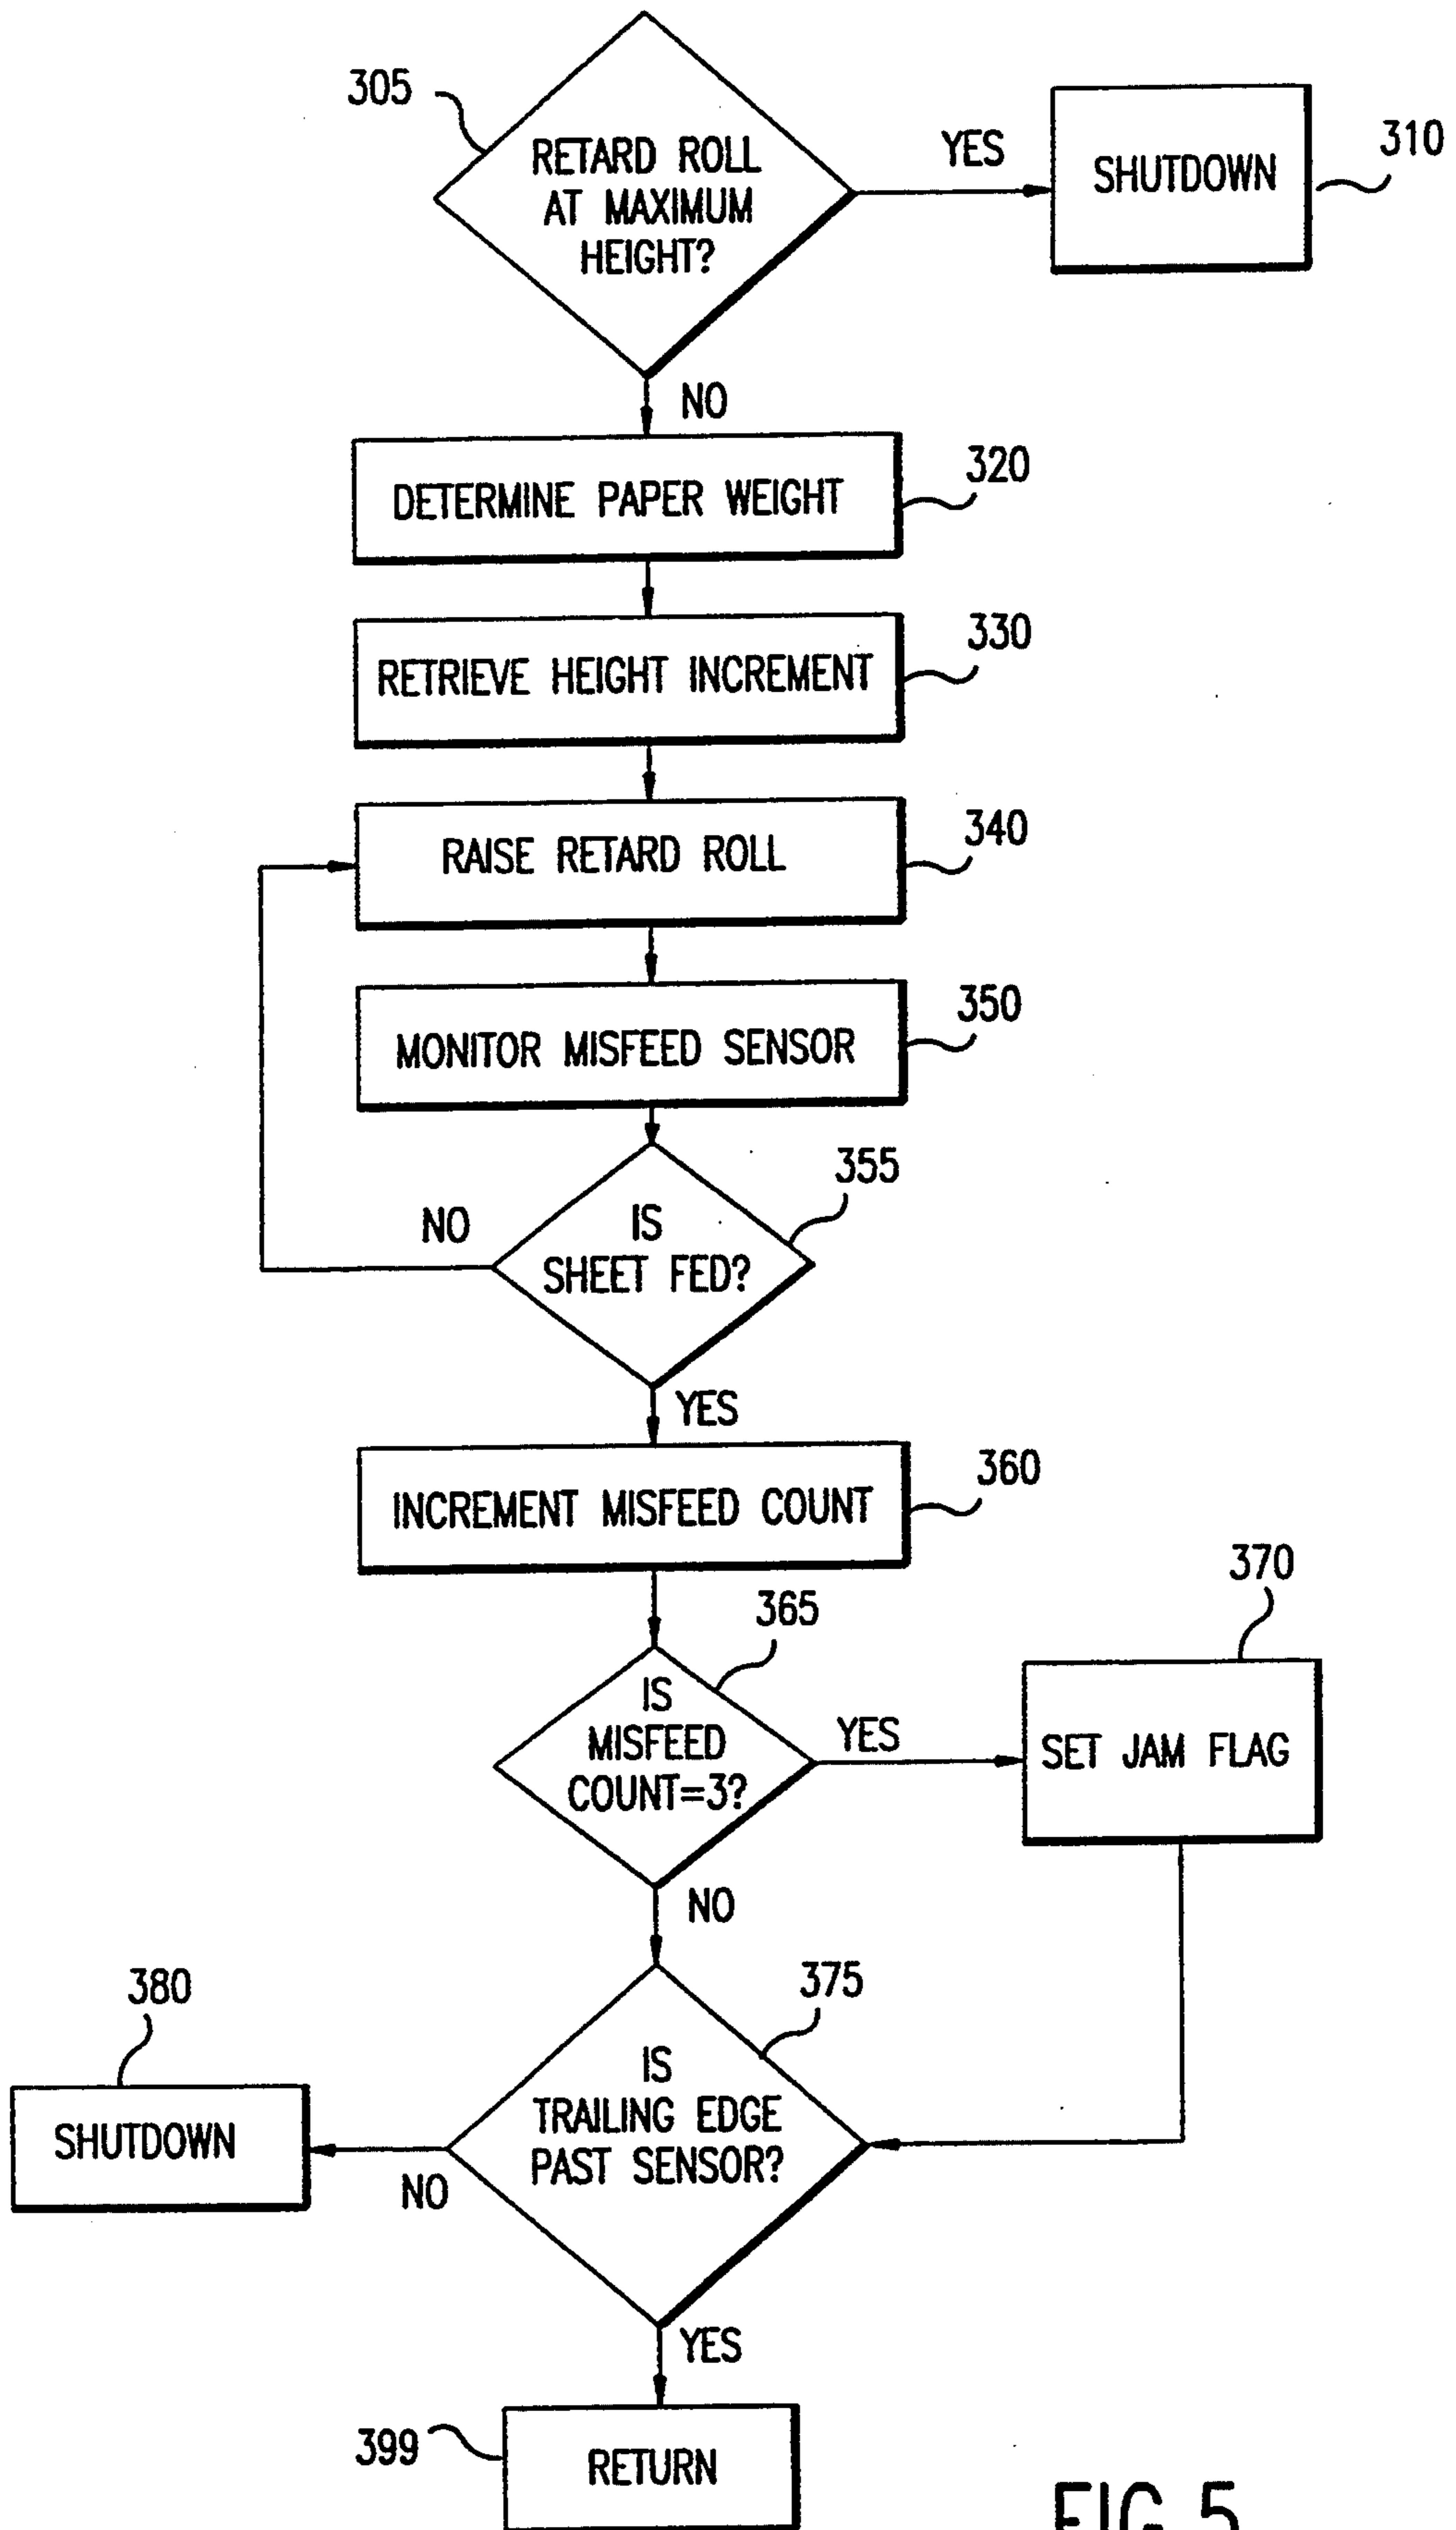 305
RETARD ROLL
AT MAXIMUM
HEIGHT?
YES
SHUTDOWN
310
NO
DETERMINE PAPER WEIGHT
320
RETRIEVE HEIGHT INCREMENT
330
RAISE RETARD ROLL
340
MONITOR MISFEED SENSOR
350
355
NO
IS
SHEET FED?
YES
INCREMENT MISFEED COUNT
360
365
370
IS
MISFEED
COUNT=3?
YES
SET JAM FLAG
NO
380
375
SHUTDOWN
NO
IS
TRAILING EDGE
PAST SENSOR?
YES
399
RETURN
FIG.5